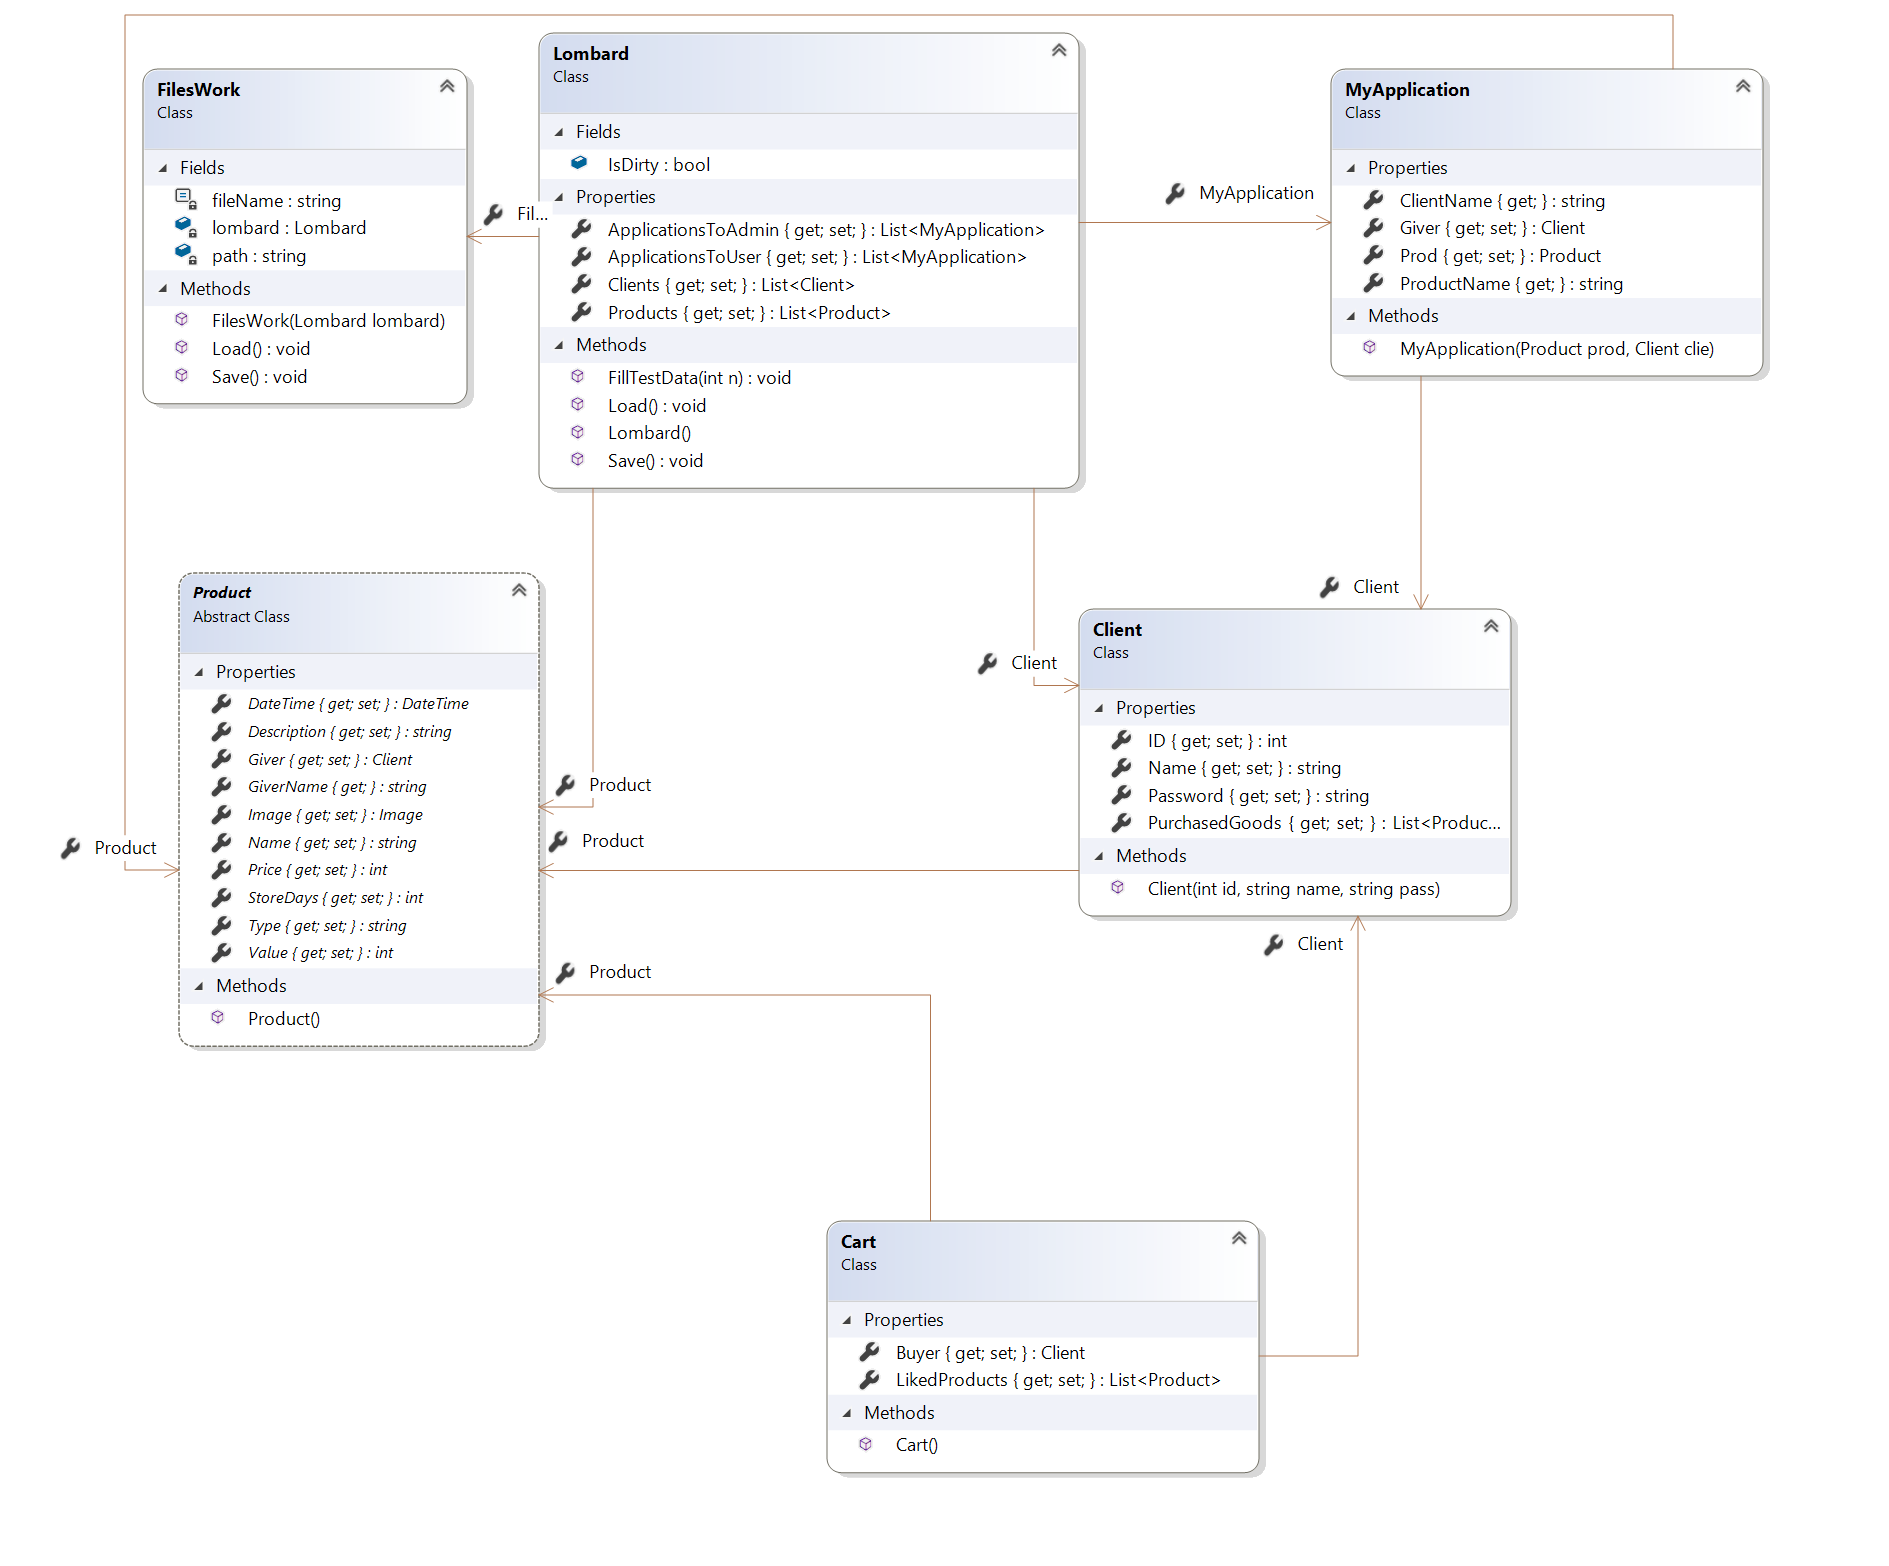 FilesWork
Class
Fields
fileName : string
lombard : Lombard
path : string
Methods
FilesWork(Lombard lombard)
Load() : void
Save() : void
Fil...
Lombard
Class
Fields
IsDirty : bool
Properties
ApplicationsToAdmin { get; set; } : List<MyApplication>
ApplicationsToUser { get; set; } : List<MyApplication>
Clients { get; set; } : List<Client>
Products { get; set; } : List<Product>
Methods
FillTestData(int n) : void
Load() : void
Lombard()
Save() : void
MyApplication
MyApplication
Class
Properties
ClientName { get; } : string
Giver { get; set; } : Client
Prod { get; set; } : Product
ProductName { get; } : string
Methods
MyApplication(Product prod, Client clie)
Product
Product
Abstract Class
Properties
DateTime { get; set; } : DateTime
Description { get; set; } : string
Giver { get; set; } : Client
GiverName { get; } : string
Image { get; set; } : Image
Name { get; set; } : string
Price { get; set; } : int
StoreDays { get; set; } : int
Type { get; set; } : string
Value { get; set; } : int
Methods
Product()
Product
Product
Product
Client
Client
Client
Class
Properties
ID { get; set; } : int
Name { get; set; } : string
Password { get; set; } : string
PurchasedGoods { get; set; } : List<Produc...
Methods
Client(int id, string name, string pass)
Client
Cart
Class
Properties
Buyer { get; set; } : Client
LikedProducts { get; set; } : List<Product>
Methods
Cart()